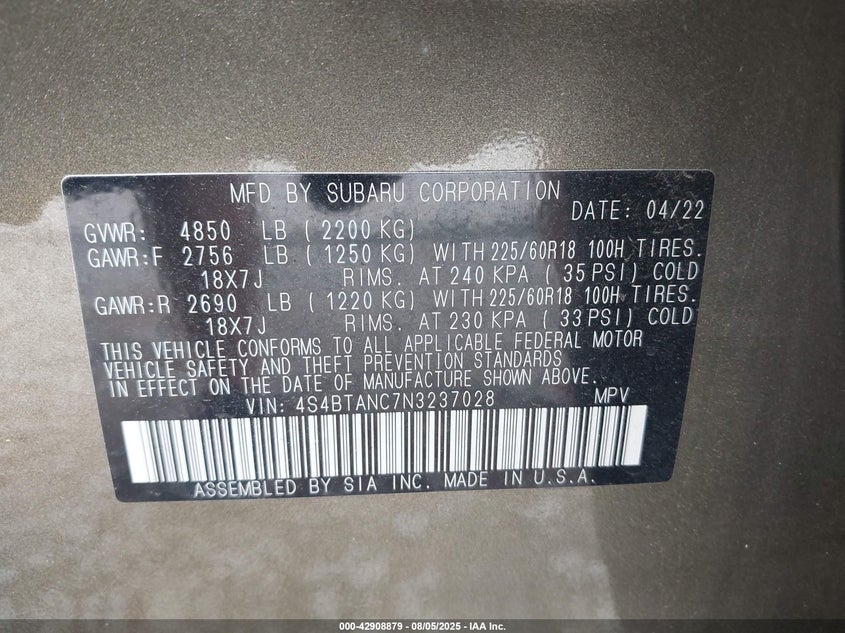 MFD BY SUBARU CORPORATION
DATE: 04/22
GVWR: 4850 LB ( 2200 KG)
GAWR:F 2756 LB ( 1250 KG) WITH 225/60R18 100H TIRES.
18X7J RIMS. AT 240 KPA ( 35 PSI) COLD
GAWR:R 2690 LB ( 1220 KG) WITH 225/60R18 100H TIRES.
18X7J RIMS. AT 230 KPA ( 33 PSI) COLD
THIS VEHICLE CONFORMS TO ALL APPLICABLE FEDERAL MOTOR
VEHICLE SAFETY AND THEFT PREVENTION STANDARDS
IN EFFECT ON THE DATE OF MANUFACTURE SHOWN ABOVE.
VIN: 4S4BTANC7N3237028 MPV
ASSEMBLED BY SIA INC. MADE IN U.S.A.
000-42908879 - 08/05/2025 - IAA Inc.